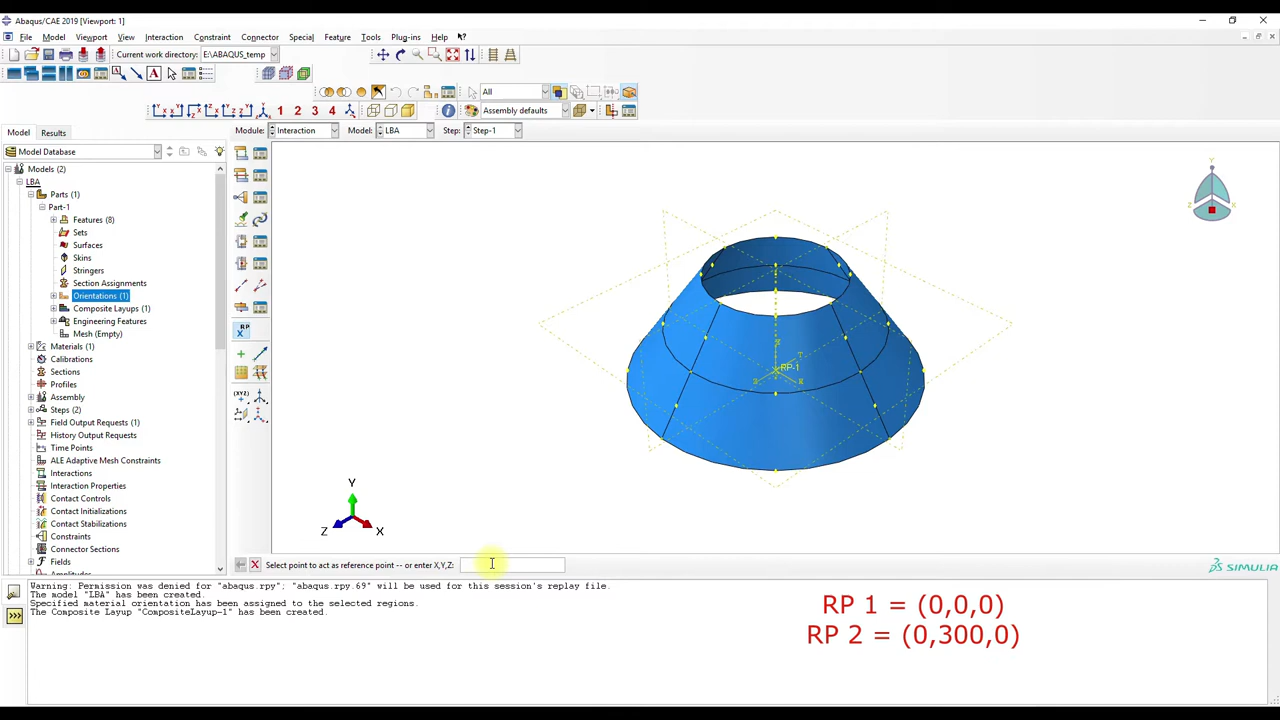 Abaqus/CAE 2019 [Viewport: 1]
File Model Viewport View Interaction Constraint Connector Special Feature Tools Plug-ins Help
Current work directory: E:\ABAQUS_temp
All
1 2 3 4 Assembly defaults
Model Results Module: Interaction Model: LBA Step: Step-1
Model Database
Models (2)
LBA
Parts (1)
Part-1
Features (8)
Sets
Surfaces
Skins
Stringers
Section Assignments
Orientations (1)
Composite Layups (1)
Engineering Features
Mesh (Empty)
Materials (1)
Calibrations
Sections
Profiles
Assembly
Steps (2)
Field Output Requests (1)
History Output Requests
Time Points
ALE Adaptive Mesh Constraints
Interactions
Interaction Properties
Contact Controls
Contact Initializations
Contact Stabilizations
Constraints
Connector Sections
Fields
Amplitudes
RP
(XYZ)
RP-1
Y
Z X
Y
Z X
Select point to act as reference point -- or enter X,Y,Z:
SIMULIA
Warning: Permission was denied for "abaqus.rpy"; "abaqus.rpy.69" will be used for this session's replay file.
The model "LBA" has been created.
Specified material orientation has been assigned to the selected regions.
The Composite Layup "CompositeLayup-1" has been created.
RP 1 = (0,0,0)
RP 2 = (0,300,0)